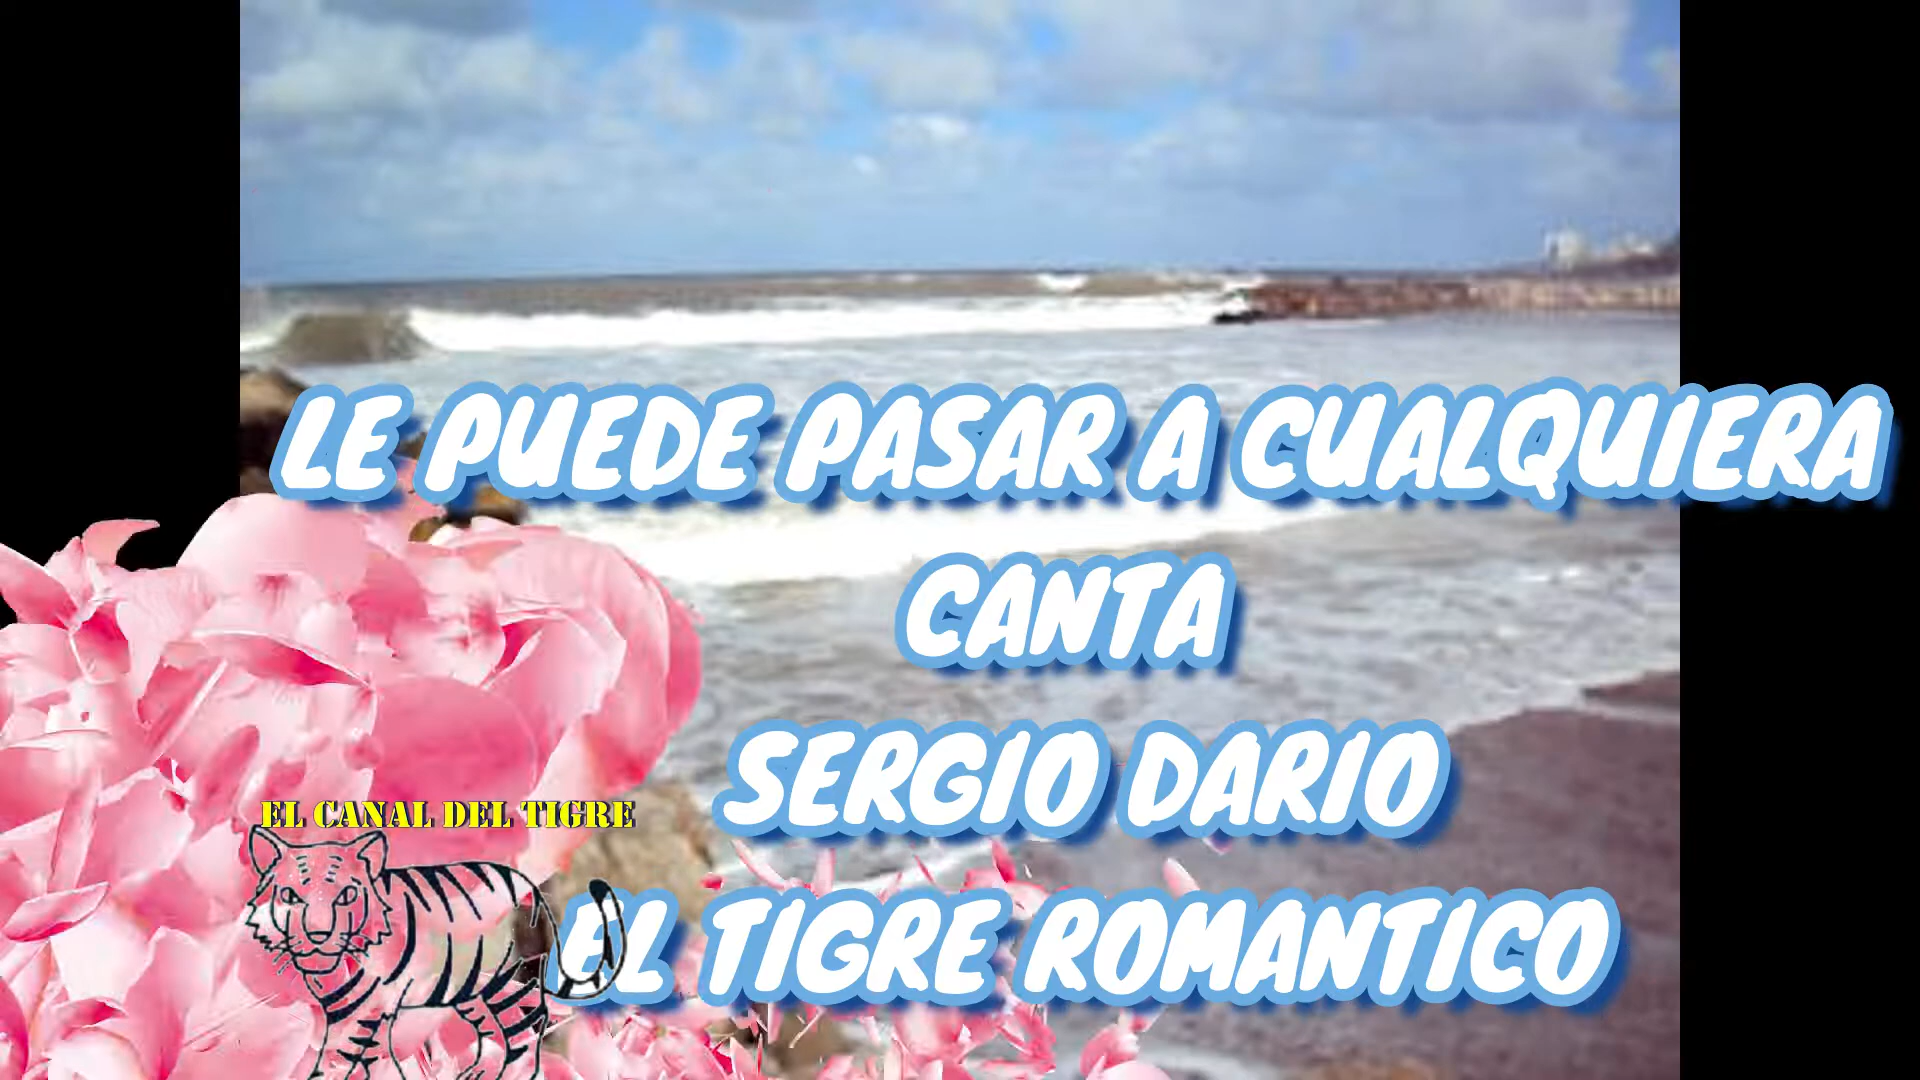 LE PUEDE PASAR A CUALQUIERA
CANTA
SERGIO DARIO
EL CANAL DEL TIGRE
EL TIGRE ROMANTICO